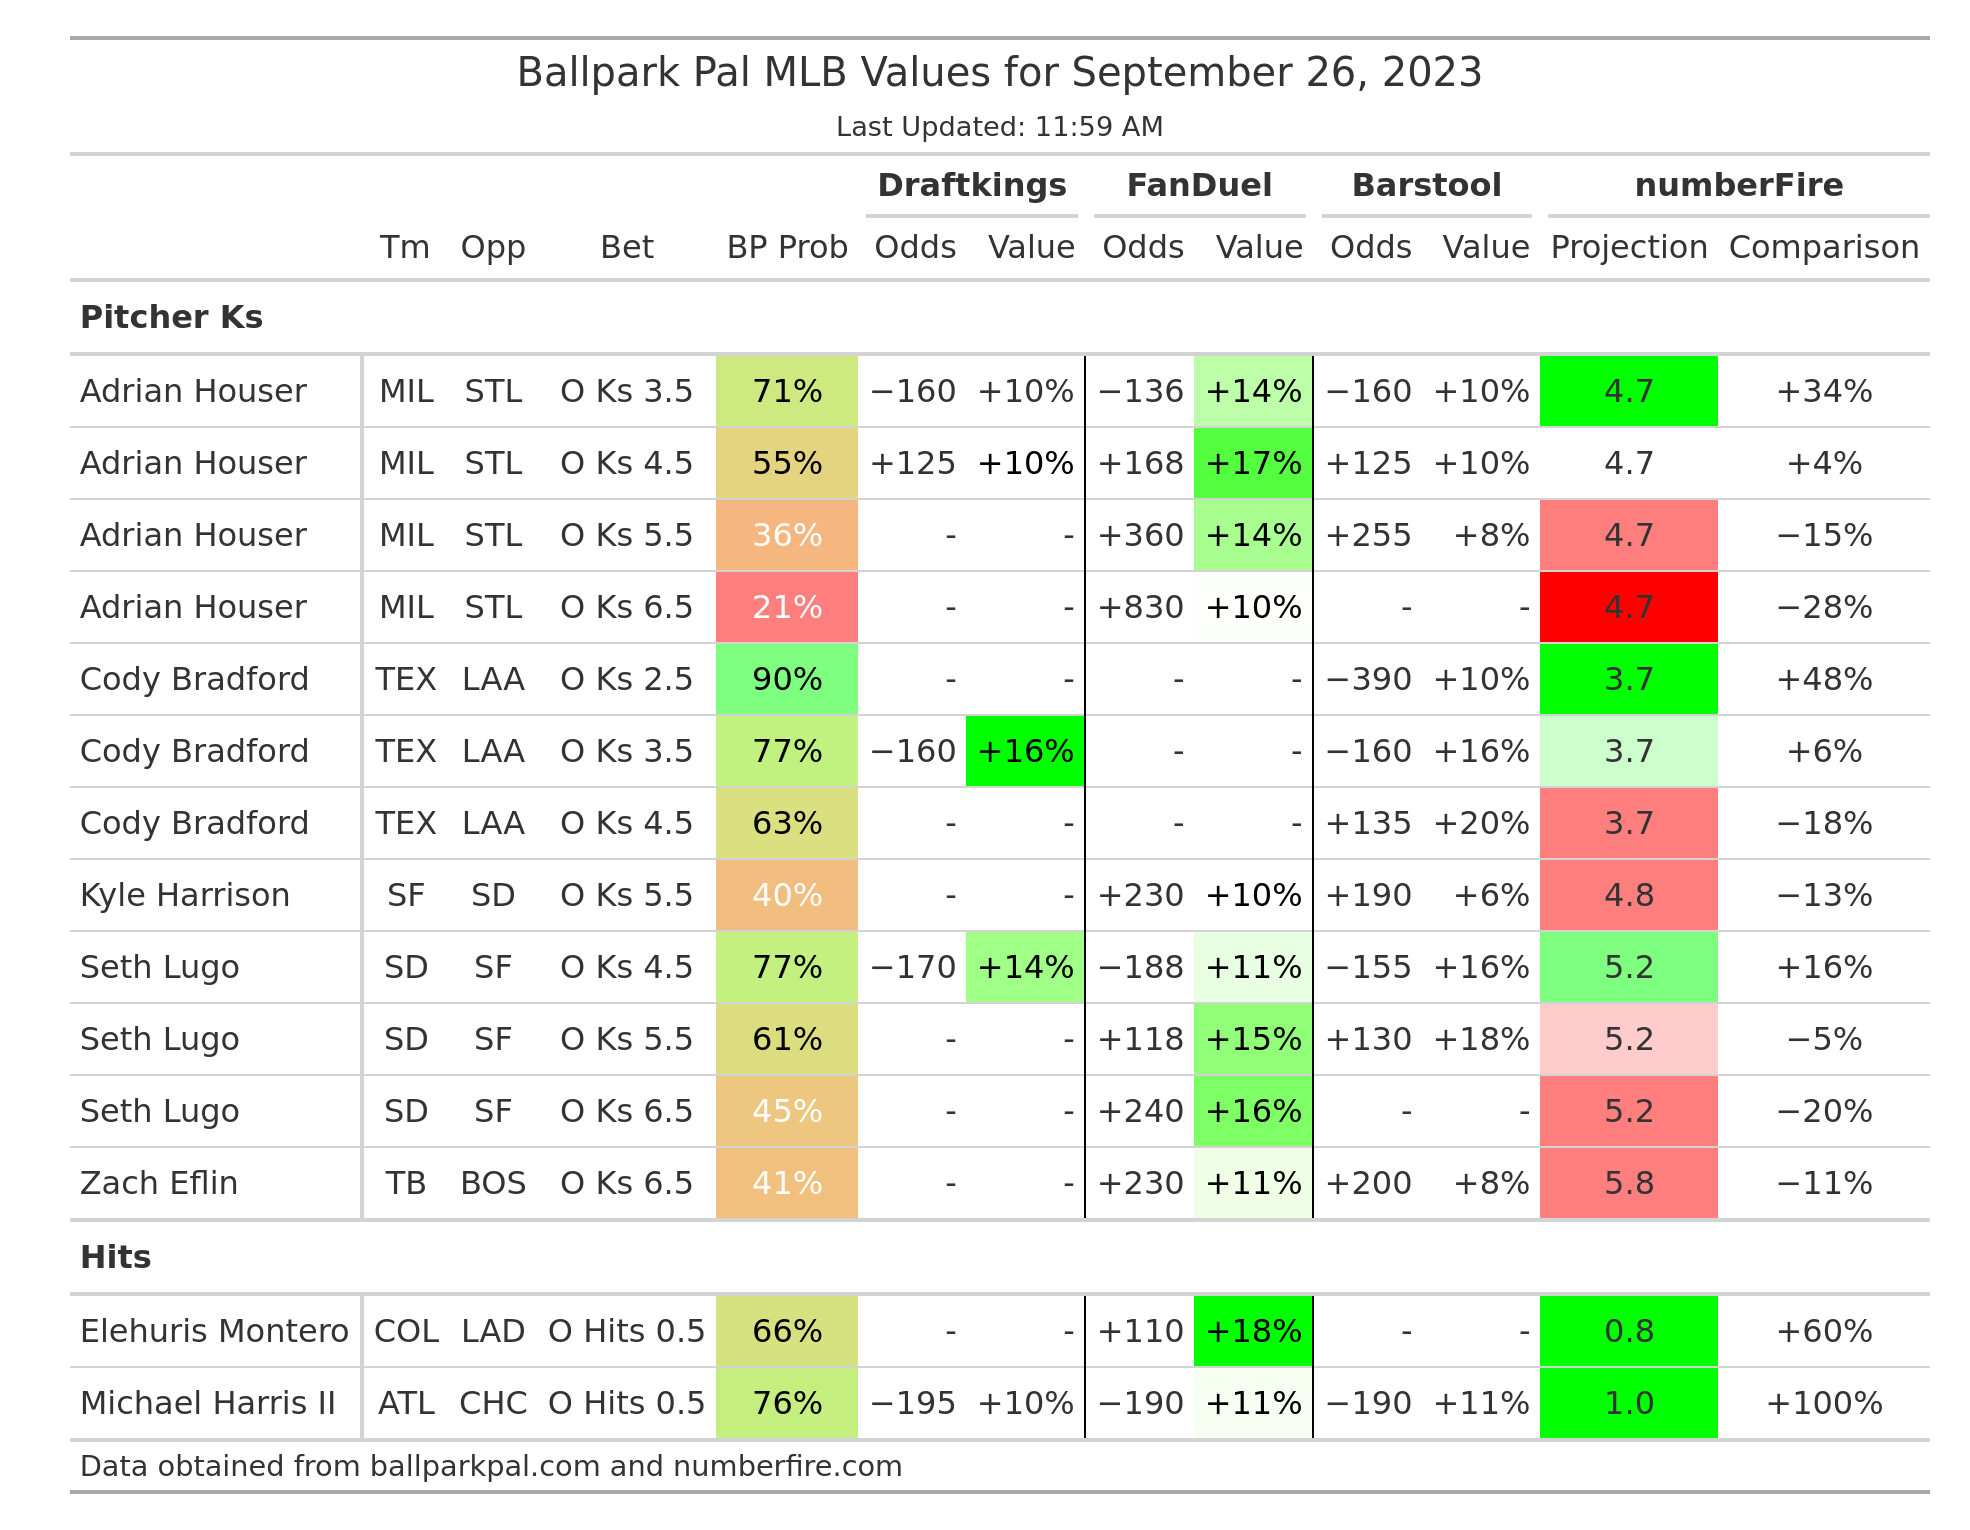 Ballpark Pal MLB Values for September 26, 2023
Last Updated: 11:59 AM
Draftkings FanDuel Barstool numberFire
Tm Opp Bet BP Prob Odds Value Odds Value Odds Value Projection Comparison
Pitcher Ks
Adrian Houser MIL STL O Ks 3.5 71% −160 +10% −136 +14% −160 +10% 4.7 +34%
Adrian Houser MIL STL O Ks 4.5 55% +125 +10% +168 +17% +125 +10% 4.7 +4%
Adrian Houser MIL STL O Ks 5.5 36% - - +360 +14% +255 +8% 4.7 −15%
Adrian Houser MIL STL O Ks 6.5 21% - - +830 +10% - - 4.7 −28%
Cody Bradford TEX LAA O Ks 2.5 90% - - - - −390 +10% 3.7 +48%
Cody Bradford TEX LAA O Ks 3.5 77% −160 +16% - - −160 +16% 3.7 +6%
Cody Bradford TEX LAA O Ks 4.5 63% - - - - +135 +20% 3.7 −18%
Kyle Harrison SF SD O Ks 5.5 40% - - +230 +10% +190 +6% 4.8 −13%
Seth Lugo SD SF O Ks 4.5 77% −170 +14% −188 +11% −155 +16% 5.2 +16%
Seth Lugo SD SF O Ks 5.5 61% - - +118 +15% +130 +18% 5.2 −5%
Seth Lugo SD SF O Ks 6.5 45% - - +240 +16% - - 5.2 −20%
Zach Eflin TB BOS O Ks 6.5 41% - - +230 +11% +200 +8% 5.8 −11%
Hits
Elehuris Montero COL LAD O Hits 0.5 66% - - +110 +18% - - 0.8 +60%
Michael Harris II ATL CHC O Hits 0.5 76% −195 +10% −190 +11% −190 +11% 1.0 +100%
Data obtained from ballparkpal.com and numberfire.com